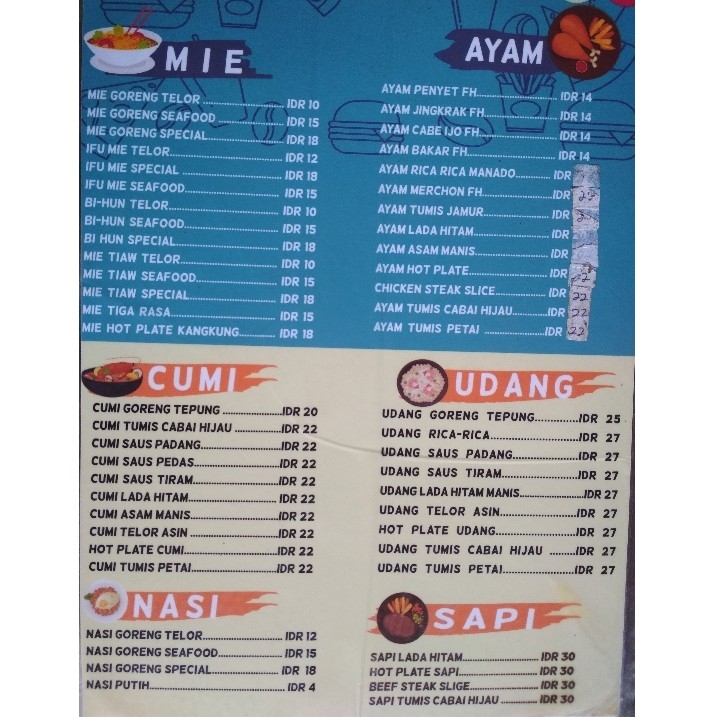 MIE
MIE GORENG TELOR ........ IDR 10
MIE GORENG SEAFOOD........ IDR 15
MIE GORENG SPECIAL........ IDR 18
IFU MIE TELOR........ IDR 12
IFU MIE SPECIAL ........ IDR 18
IFU MIE SEAFOOD........ IDR 15
BI-HUN TELOR........ IDR 10
BI-HUN SEAFOOD........ IDR 15
BI HUN SPECIAL ........ IDR 18
MIE TIAW TELOR........ IDR 10
MIE TIAW SEAFOOD........ IDR 15
MIE TIAW SPECIAL ........ IDR 18
MIE TIGA RASA........ IDR 15
MIE HOT PLATE KANGKUNG........ IDR 18
AYAM
AYAM PENYET FH........ IDR 14
AYAM JINGKRAK FH........ IDR 14
AYAM CABE IJO FH........ IDR 14
AYAM BAKAR FH........ IDR 14
AYAM RICA RICA MANADO........ IDR
AYAM MERCHON FH........ IDR 22
AYAM TUMIS JAMUR........ IDR
AYAM LADA HITAM........ IDR
AYAM ASAM MANIS........ IDR
AYAM HOT PLATE........ IDR 22
CHICKEN STEAK SLICE........ IDR 22
AYAM TUMIS CABAI HIJAU........ IDR 22
AYAM TUMIS PETAI ........ IDR 22
CUMI
CUMI GORENG TEPUNG ........ IDR 20
CUMI TUMIS CABAI HIJAU ........ IDR 22
CUMI SAUS PADANG........ IDR 22
CUMI SAUS PEDAS........ IDR 22
CUMI SAUS TIRAM........ IDR 22
CUMI LADA HITAM........ IDR 22
CUMI ASAM MANIS........ IDR 22
CUMI TELOR ASIN ........ IDR 22
HOT PLATE CUMI........ IDR 22
CUMI TUMIS PETAI........ IDR 22
UDANG
UDANG GORENG TEPUNG........ IDR 25
UDANG RICA-RICA........ IDR 27
UDANG SAUS PADANG........ IDR 27
UDANG SAUS TIRAM........ IDR 27
UDANG LADA HITAM MANIS........ IDR 27
UDANG TELOR ASIN........ IDR 27
HOT PLATE UDANG........ IDR 27
UDANG TUMIS CABAI HIJAU ........ IDR 27
UDANG TUMIS PETAI........ IDR 27
NASI
NASI GORENG TELOR........ IDR 12
NASI GORENG SEAFOOD........ IDR 15
NASI GORENG SPECIAL........ IDR 18
NASI PUTIH........ IDR 4
SAPI
SAPI LADA HITAM........ IDR 30
HOT PLATE SAPI........ IDR 30
BEEF STEAK SLIGE........ IDR 30
SAPI TUMIS CABAI HIJAU ........ IDR 30